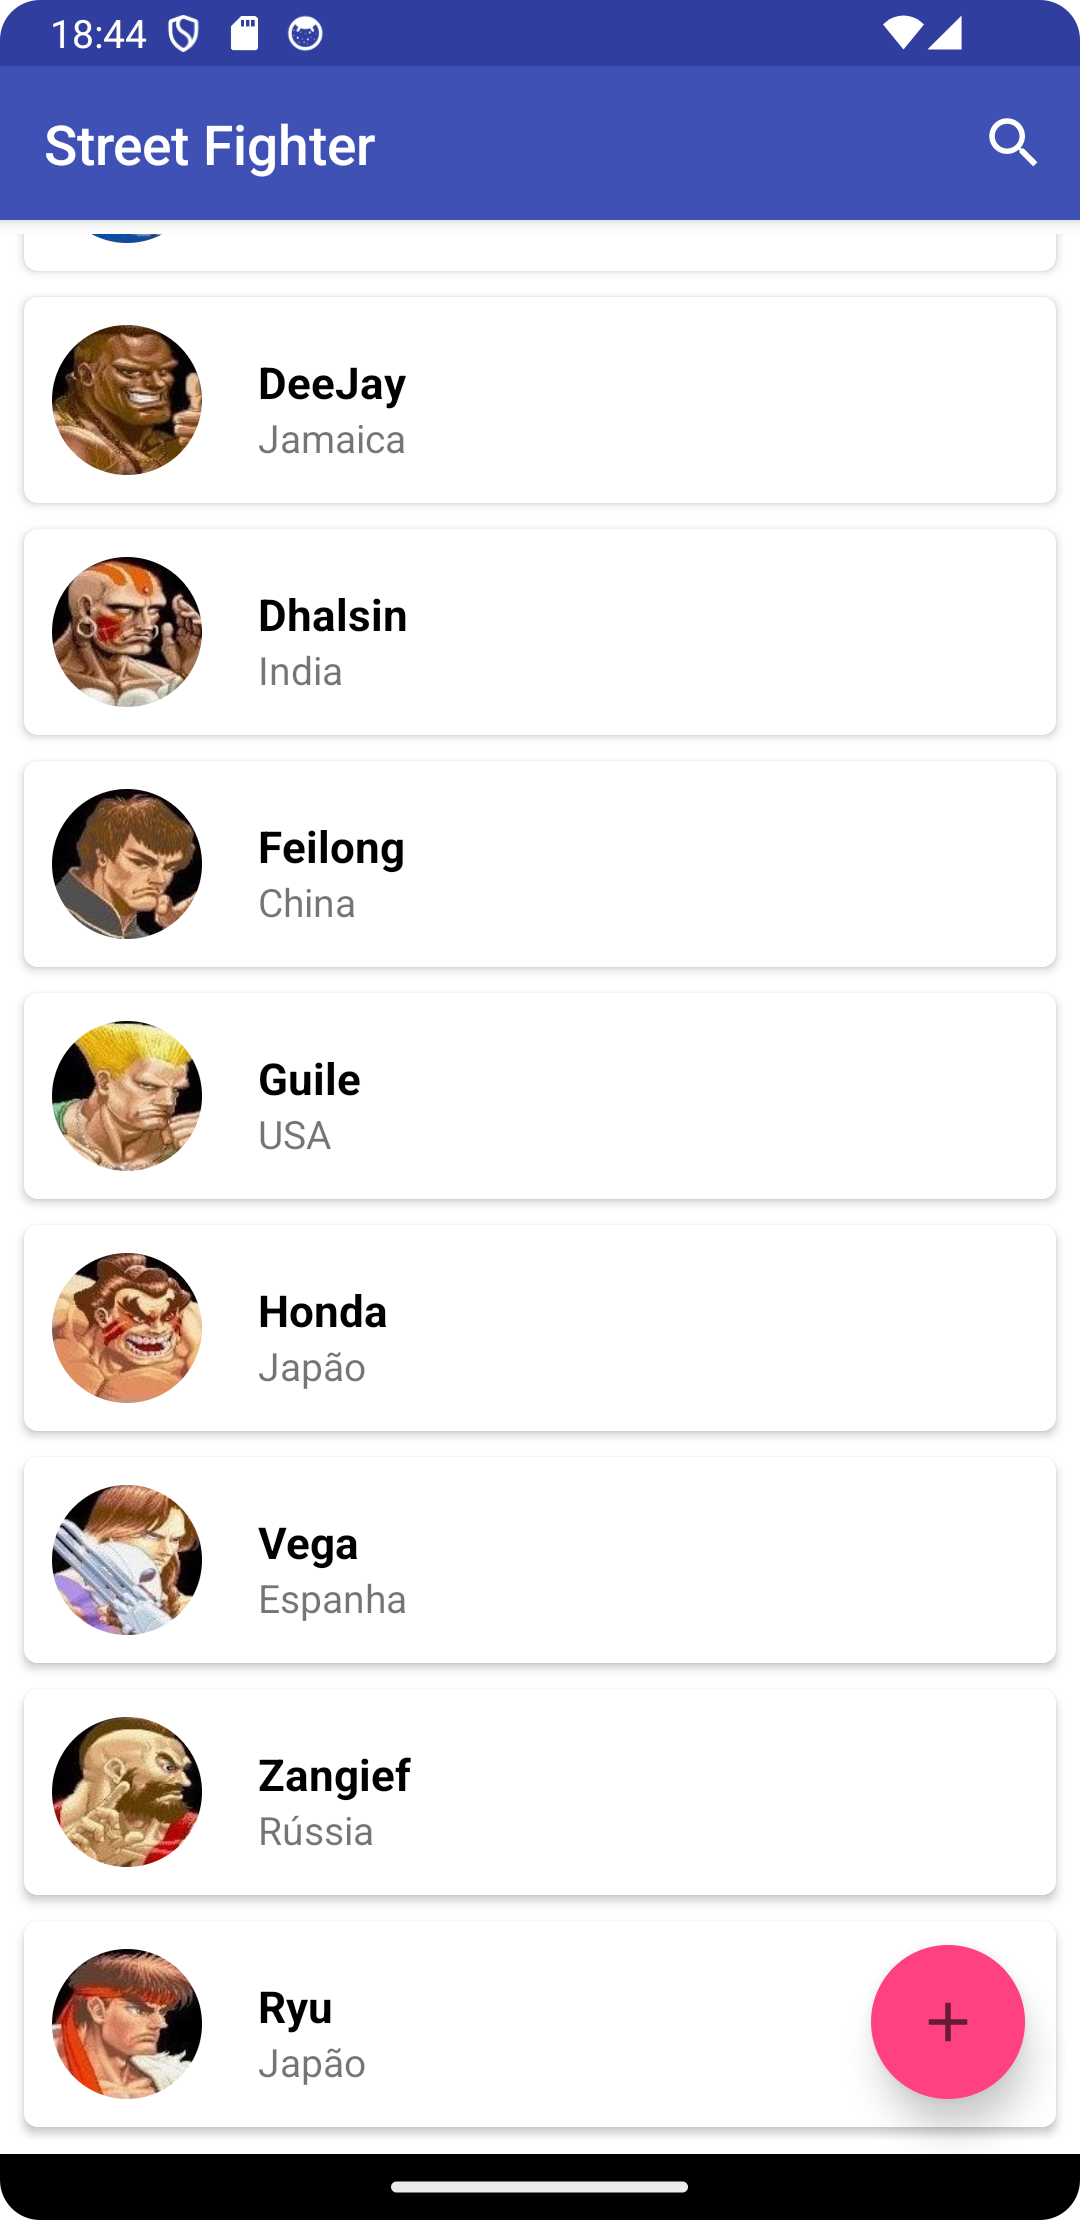 18:44
Street Fighter
DeeJay
Jamaica
Dhalsin
India
Feilong
China
Guile
USA
Honda
Japão
Vega
Espanha
Zangief
Rússia
Ryu
Japão